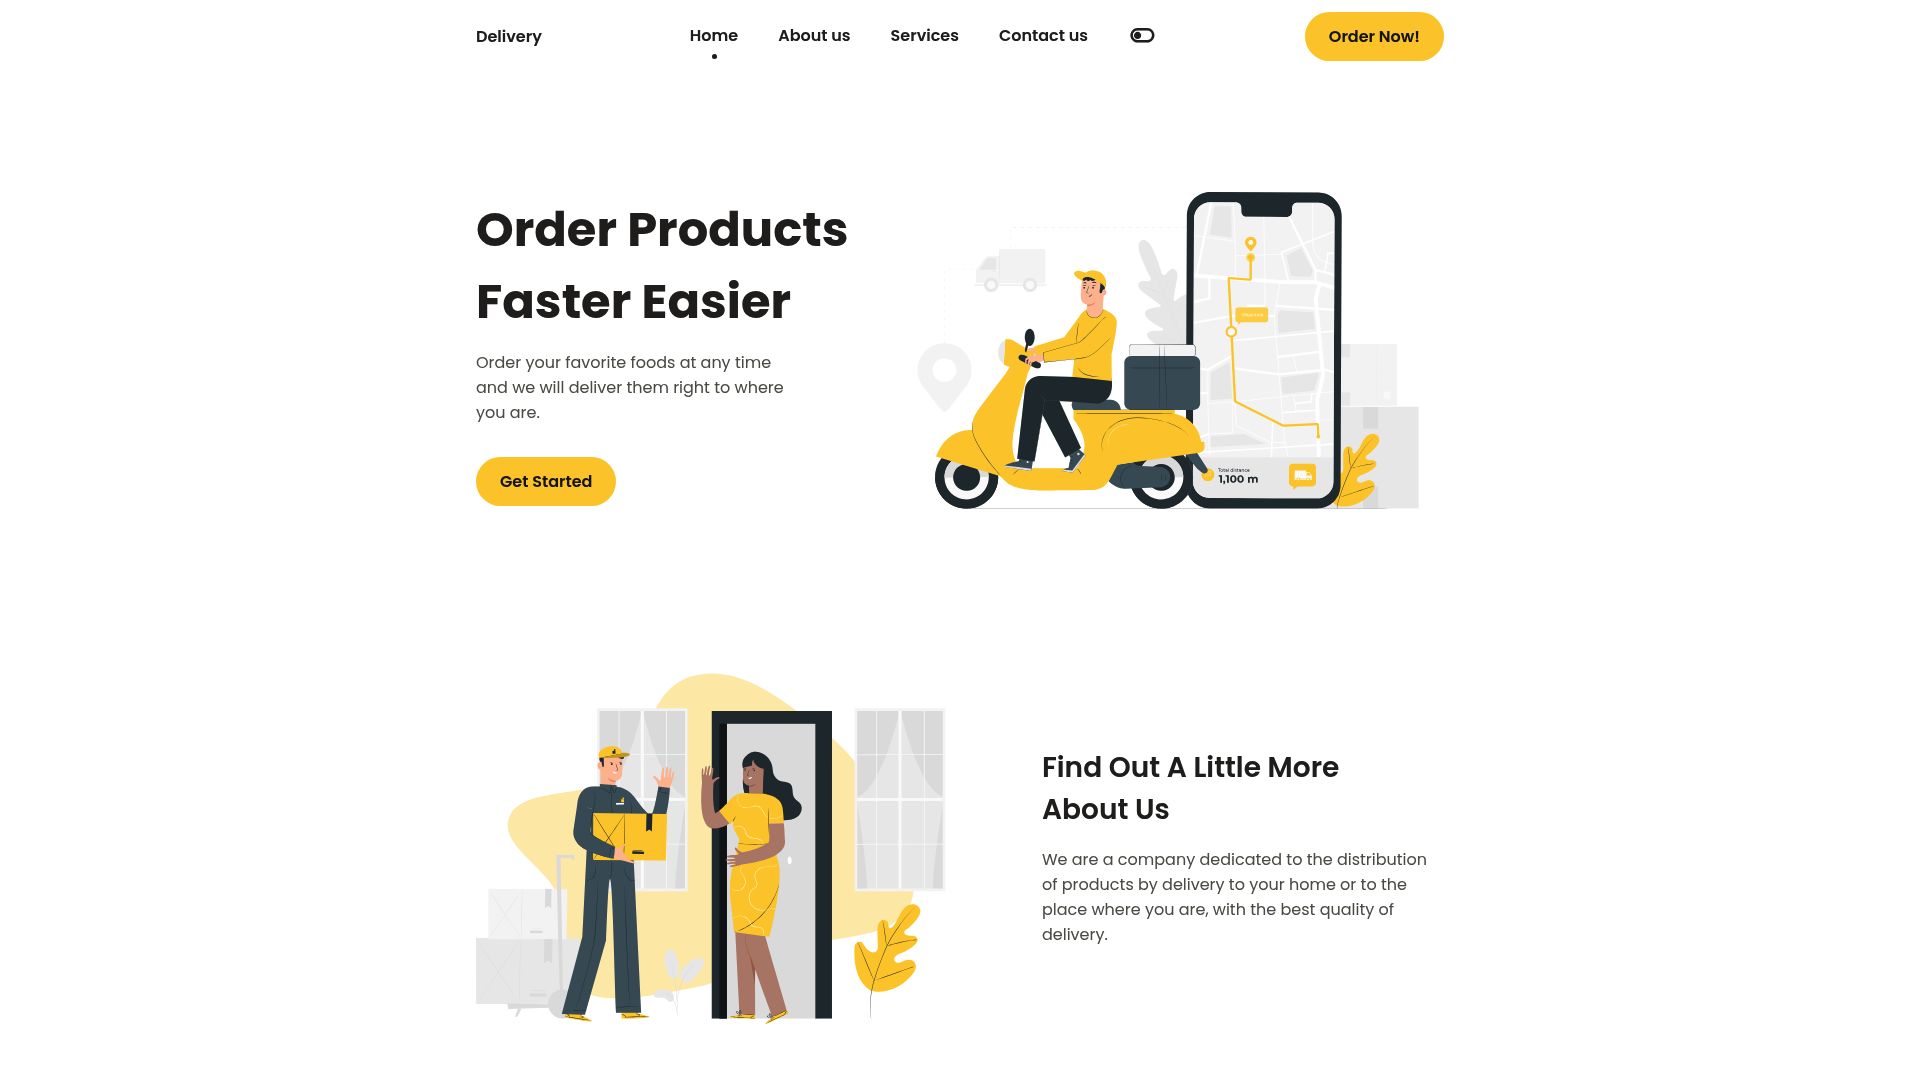 Delivery
Home
About us
Services
Contact us
Order Now!
Order Products
Faster Easier
Order your favorite foods at any time
and we will deliver them right to where
you are.
Get Started
Total distance
1,100 m
Find Out A Little More
About Us
We are a company dedicated to the distribution
of products by delivery to your home or to the
place where you are, with the best quality of
delivery.